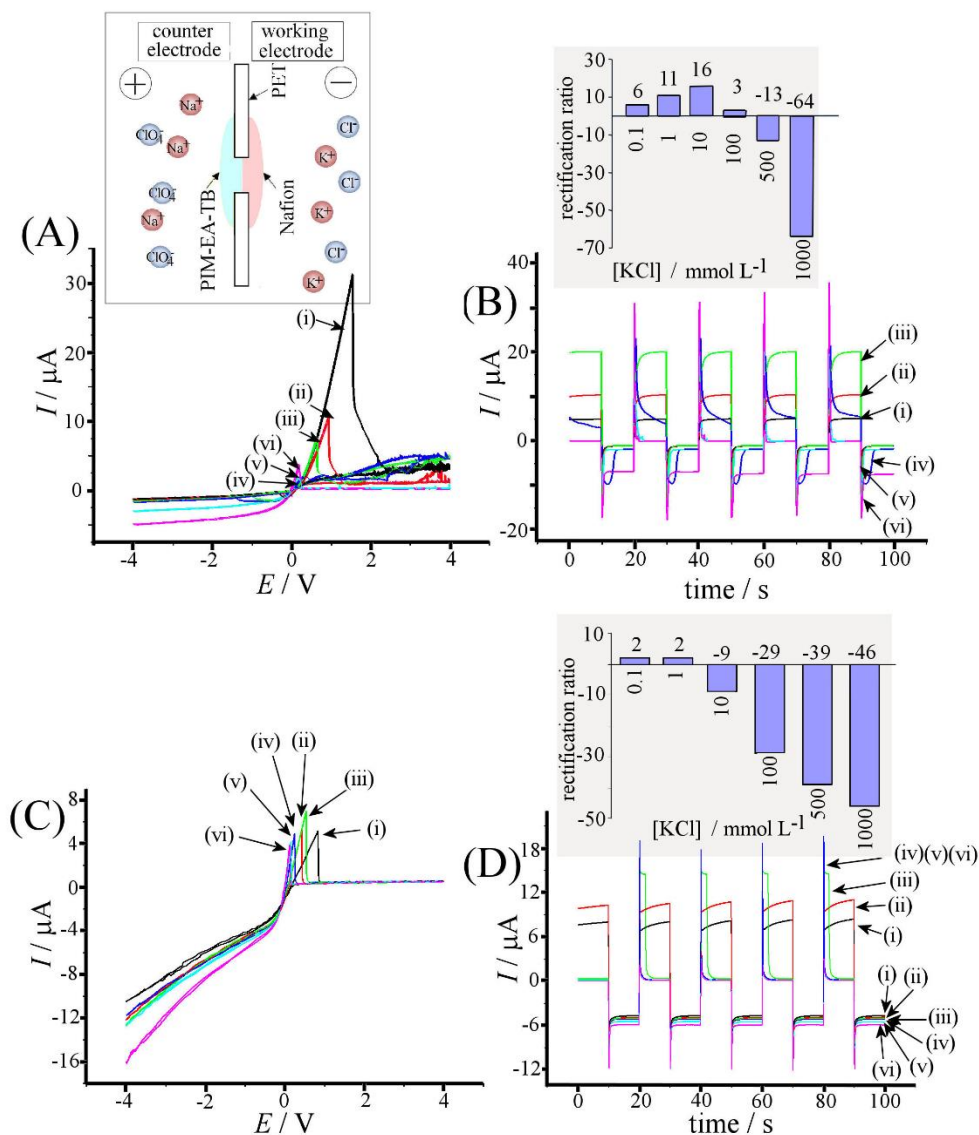 counter
electrode
working
electrode
+
−
PET
Na⁺
ClO₄⁻
Na⁺
ClO₄⁻
Na⁺
ClO₄⁻
Cl⁻
K⁺
Cl⁻
K⁺
Cl⁻
K⁺
PIM-EA-TB
Nafion
(A)
I / μA
30
20
10
0
-4
-2
0
2
4
E / V
(i)
(ii)
(iii)
(vi)
(v)
(iv)
rectification ratio
30
10
-10
-30
-50
-70
6
11
16
3
-13
-64
0.1
1
10
100
500
1000
[KCl] / mmol L⁻¹
(B)
I / μA
40
20
0
-20
0
20
40
60
80
100
time / s
(iii)
(ii)
(i)
(iv)
(v)
(vi)
(C)
I / μA
8
4
0
-4
-8
-12
-16
-4
-2
0
2
4
E / V
(iv)
(ii)
(v)
(iii)
(vi)
(i)
rectification ratio
10
-10
-30
-50
2
2
-9
-29
-39
-46
0.1
1
10
100
500
1000
[KCl] / mmol L⁻¹
(D)
I / μA
18
12
6
0
-6
-12
0
20
40
60
80
100
time / s
(iv)(v)(vi)
(iii)
(ii)
(i)
(i)
(ii)
(iii)
(iv)
(vi)
(v)